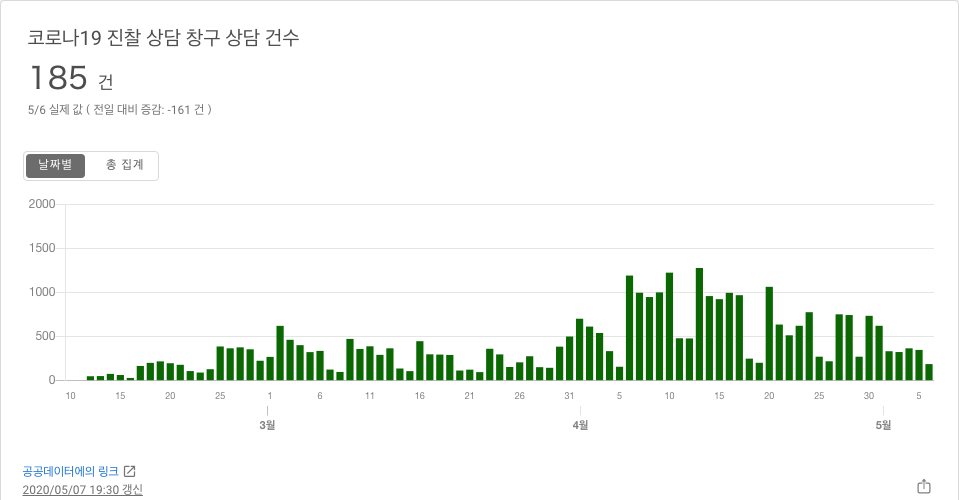 코로나19 진찰 상담 창구 상담 건수
185 건
5/6 실제 값 ( 전일 대비 증감: -161 건 )
날짜별 총 집계
2000
1500
1000
500
0
10 15 20 25 1 6 11 16 21 26 31 5 10 15 20 25 30 5
3월 4월 5월
공공데이터에의 링크
2020/05/07 19:30 갱신